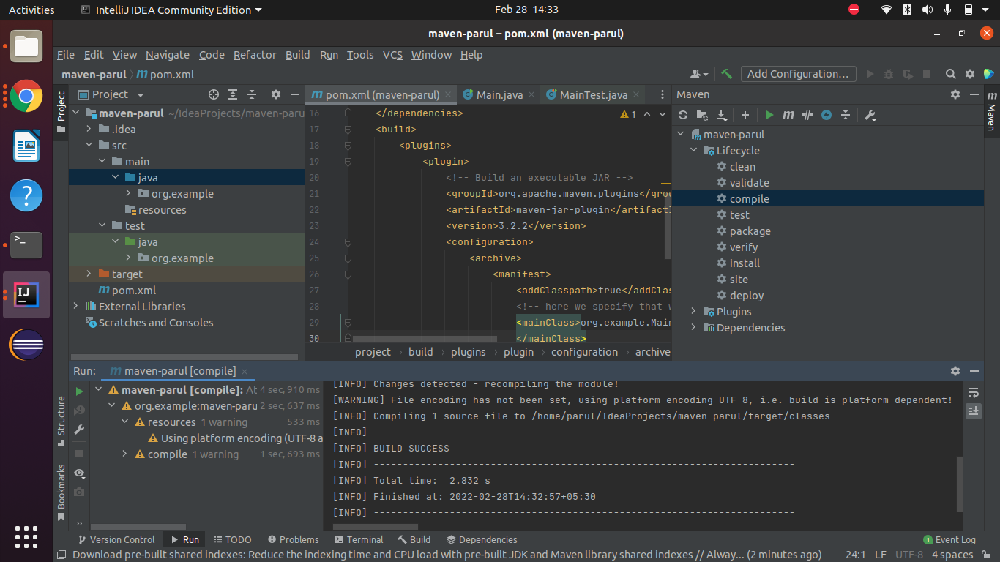 Activities IntelliJ IDEA Community Edition Feb 28 14:33
maven-parul – pom.xml (maven-parul)
File Edit View Navigate Code Refactor Build Run Tools VCS Window Help
maven-parul pom.xml Add Configuration...
Project
Project
pom.xml (maven-parul) Main.java MainTest.java
Maven
Maven
maven-parul ~/IdeaProjects/maven-paru
.idea
src
main
java
org.example
resources
test
java
org.example
target
pom.xml
External Libraries
Scratches and Consoles
1
16 </dependencies>
17 <build>
18 <plugins>
19 <plugin>
20 <!-- Build an executable JAR -->
21 <groupId>org.apache.maven.plugins</grou
22 <artifactId>maven-jar-plugin</artifactI
23 <version>3.2.2</version>
24 <configuration>
25 <archive>
26 <manifest>
27 <addClasspath>true</addClas
28 <!-- here we specify that w
29 <mainClass>org.example.Main
30 </mainClass>
project build plugins plugin configuration archive
maven-parul
Lifecycle
clean
validate
compile
test
package
verify
install
site
deploy
Plugins
Dependencies
Run: maven-parul [compile]
Structure
Bookmarks
maven-parul [compile]: At 4 sec, 910 ms
org.example:maven-paru 2 sec, 637 ms
resources 1 warning 533 ms
Using platform encoding (UTF-8 a
compile 1 warning 1 sec, 693 ms
[INFO] Changes detected - recompiling the module!
[WARNING] File encoding has not been set, using platform encoding UTF-8, i.e. build is platform dependent!
[INFO] Compiling 1 source file to /home/parul/IdeaProjects/maven-parul/target/classes
[INFO] ------------------------------------------------------------------------
[INFO] BUILD SUCCESS
[INFO] ------------------------------------------------------------------------
[INFO] Total time:  2.832 s
[INFO] Finished at: 2022-02-28T14:32:57+05:30
[INFO] ------------------------------------------------------------------------
Version Control Run TODO Problems Terminal Build Dependencies 1 Event Log
Download pre-built shared indexes: Reduce the indexing time and CPU load with pre-built JDK and Maven library shared indexes // Alway... (2 minutes ago) 24:1 LF UTF-8 4 spaces